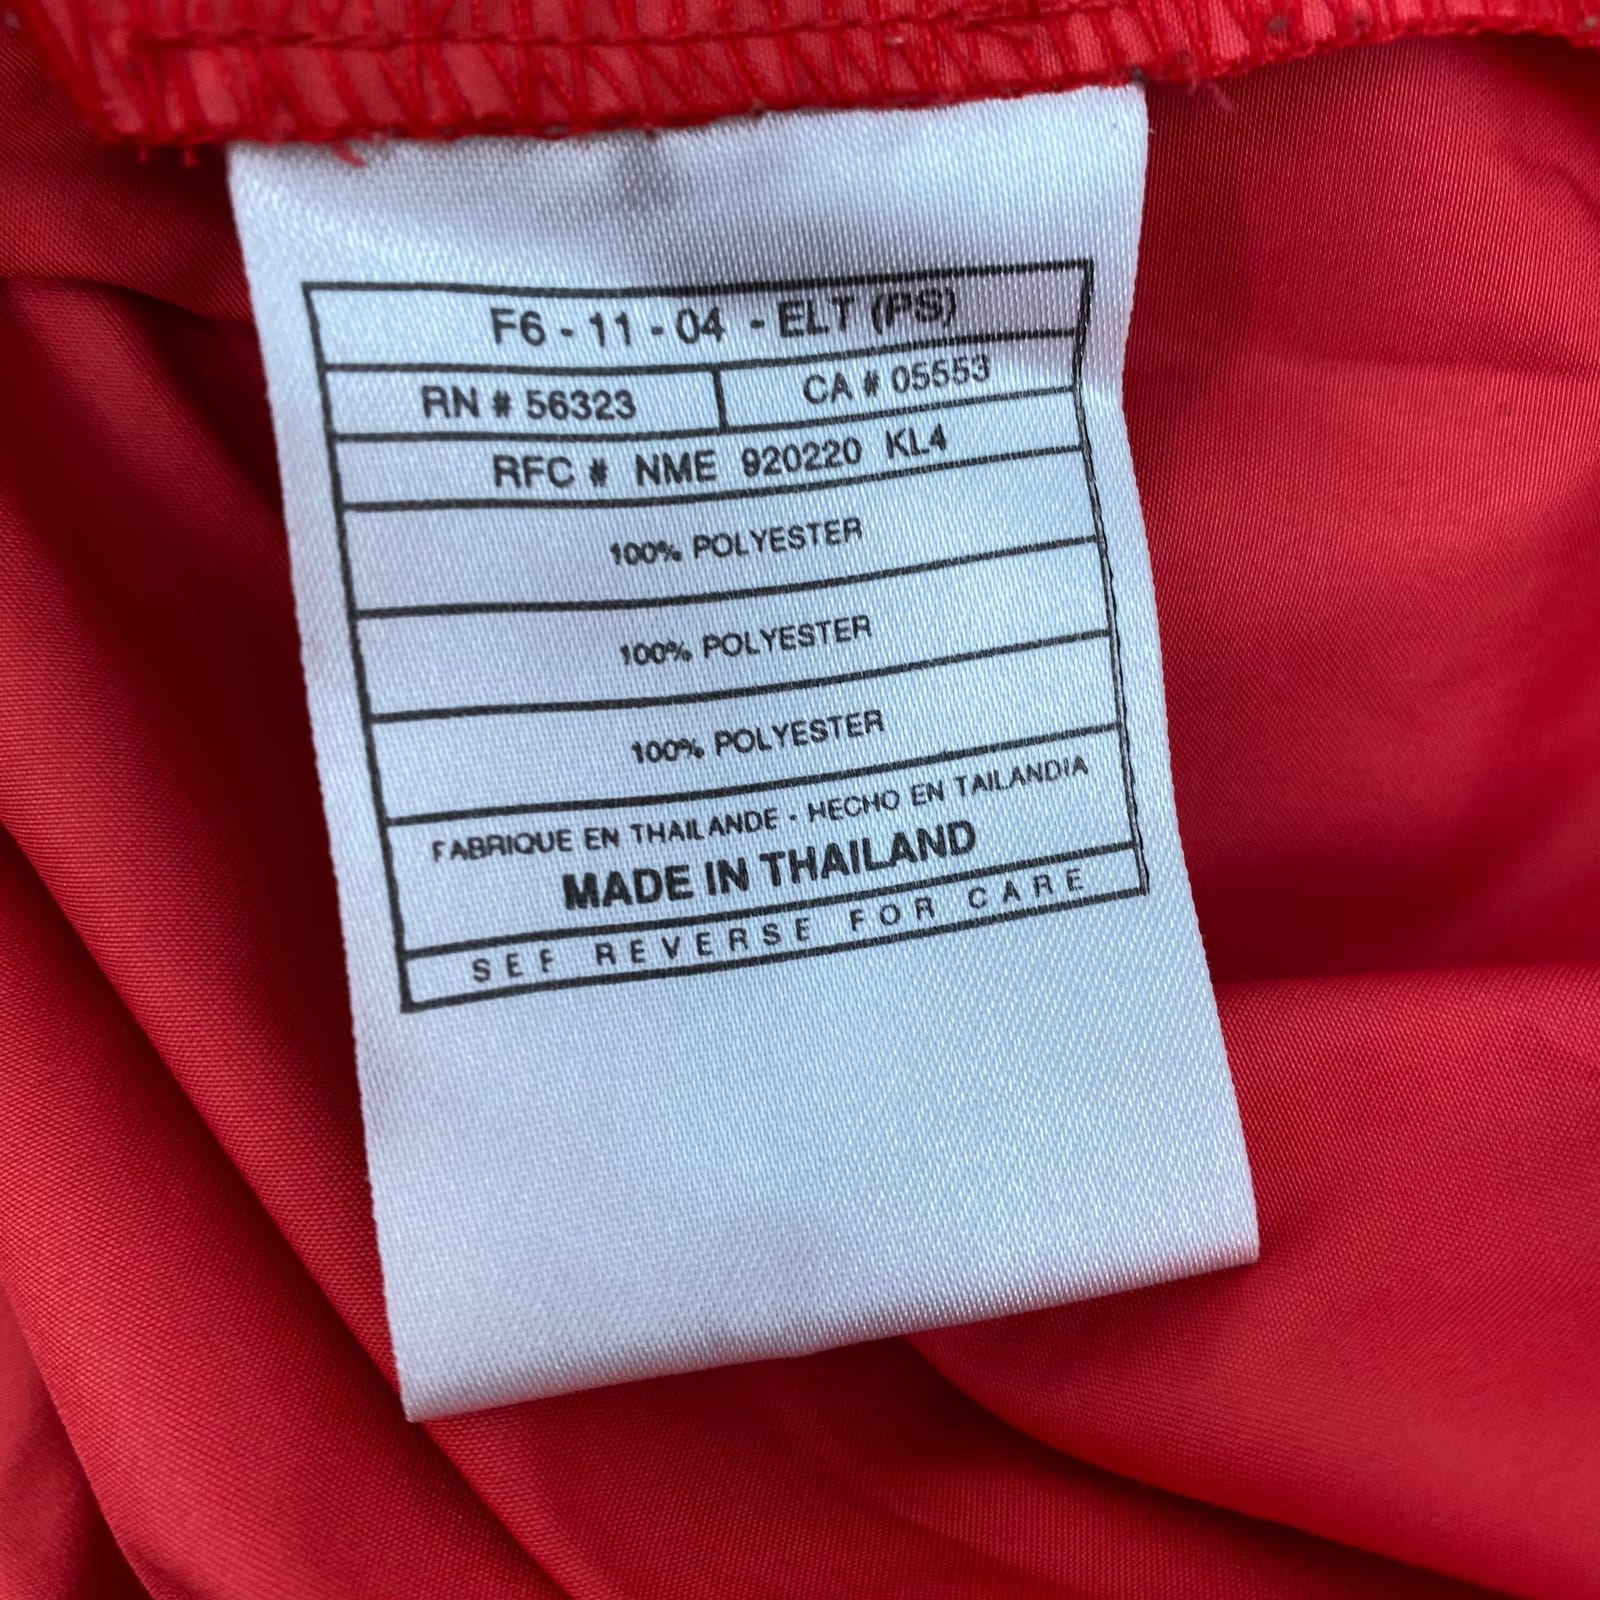 F6 - 11 - 04 - ELT (PS)
RN # 56323
CA # 05553
RFC # NME 920220 KL4
100% POLYESTER
100% POLYESTER
100% POLYESTER
FABRIQUE EN THAILANDE - HECHO EN TAILANDIA
MADE IN THAILAND
SEE REVERSE FOR CARE